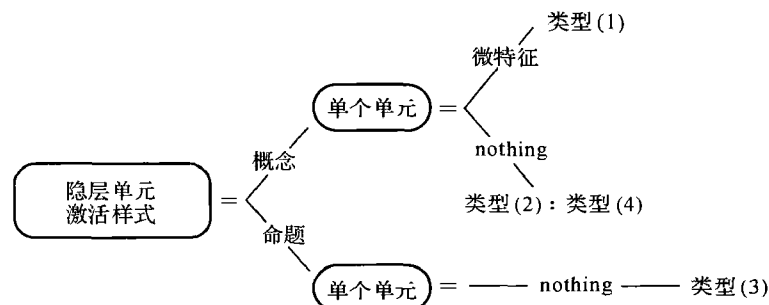 类型(1)
微特征
单个单元 =
概念
nothing
隐层单元
激活样式
=
类型(2)：类型(4)
命题
单个单元 = nothing 类型(3)